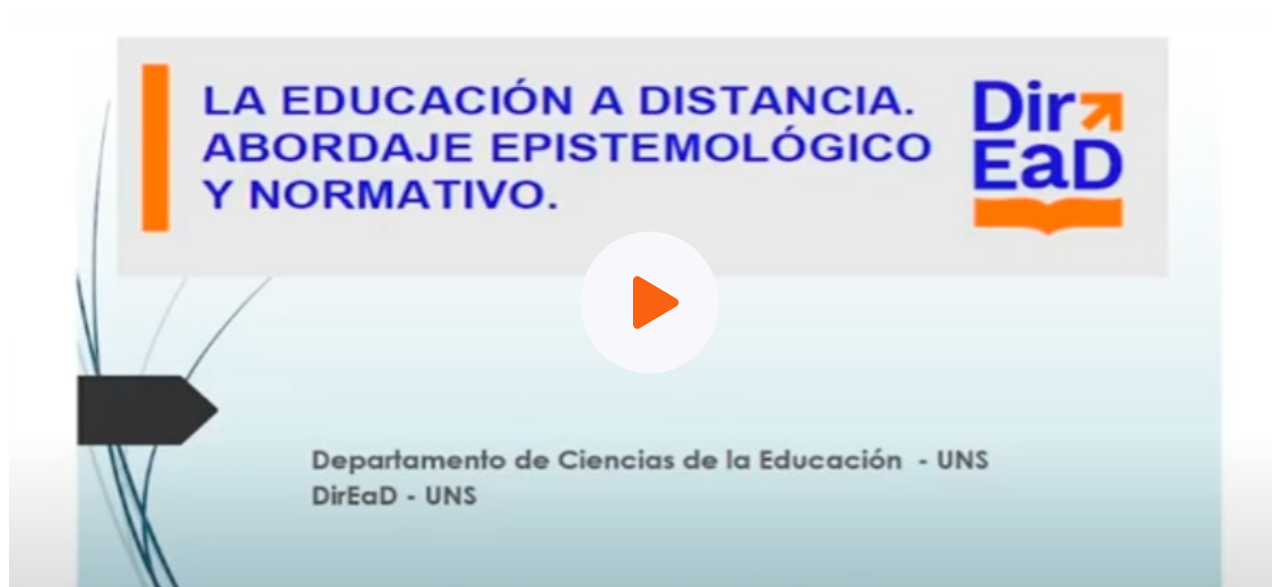 LA EDUCACIÓN A DISTANCIA.
ABORDAJE EPISTEMOLÓGICO
Y NORMATIVO.
Dir
EaD
Departamento de Ciencias de la Educación - UNS
DirEaD - UNS